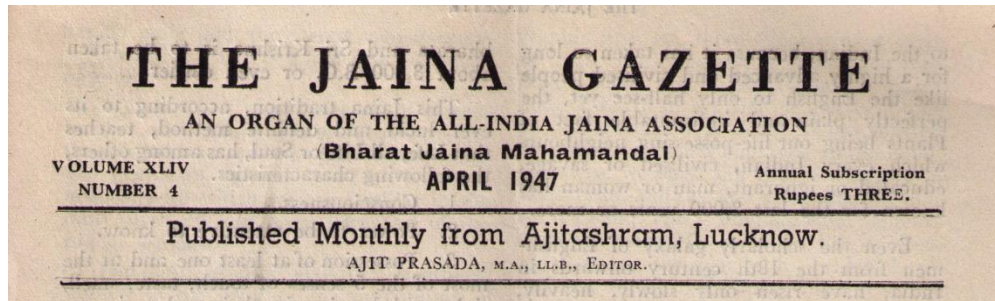 THE JAINA GAZETTE
AN ORGAN OF THE ALL-INDIA JAINA ASSOCIATION
(Bharat Jaina Mahamandal)
VOLUME XLIV
NUMBER 4
APRIL 1947
Annual Subscription
Rupees THREE.
Published Monthly from Ajitashram, Lucknow.
AJIT PRASADA, M.A., LL.B., EDITOR.